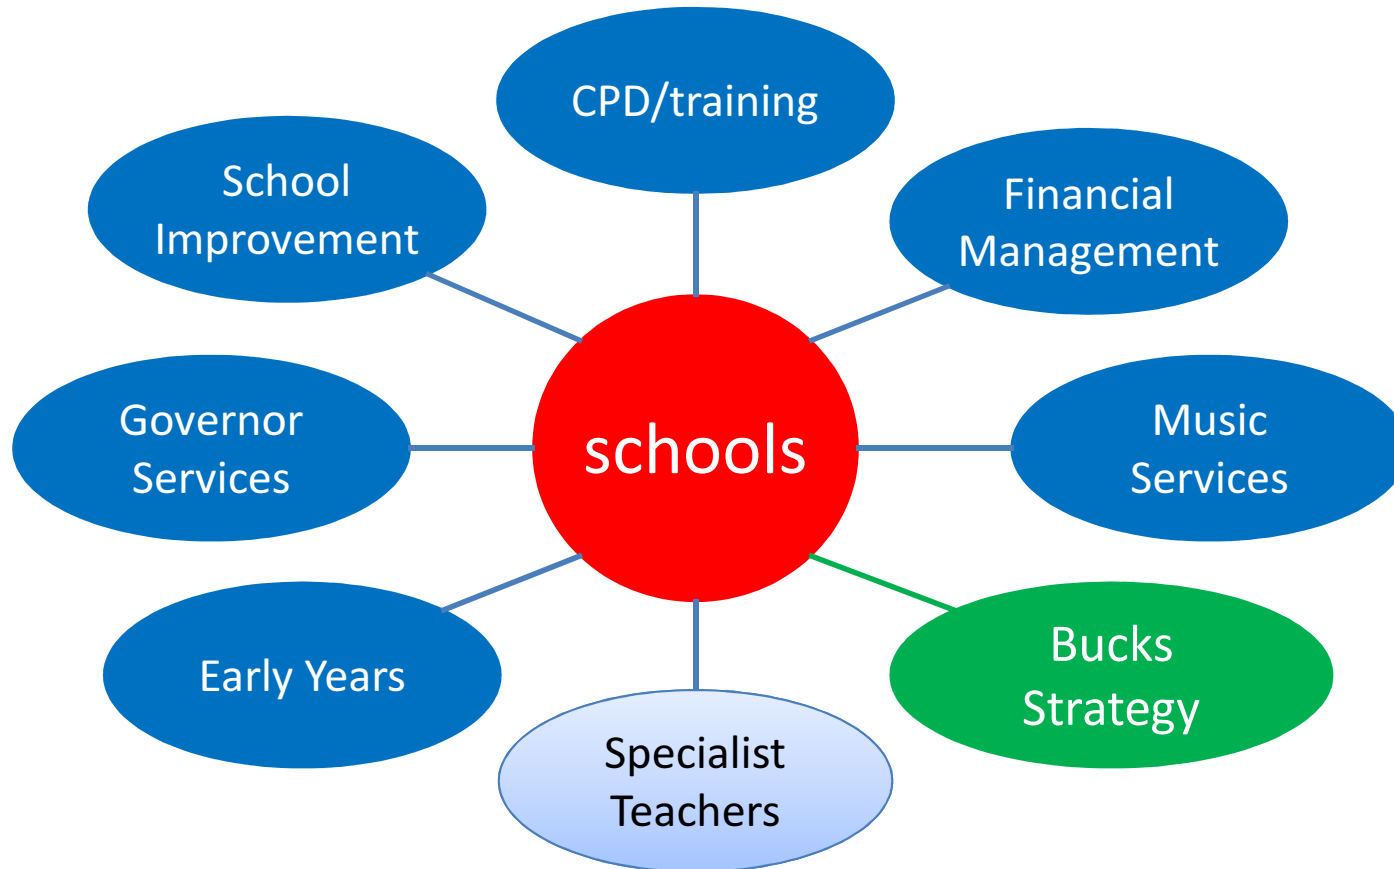 CPD/training
School
Improvement
Financial
Management
Governor
Services
schools
Music
Services
Early Years
Bucks
Strategy
Specialist
Teachers